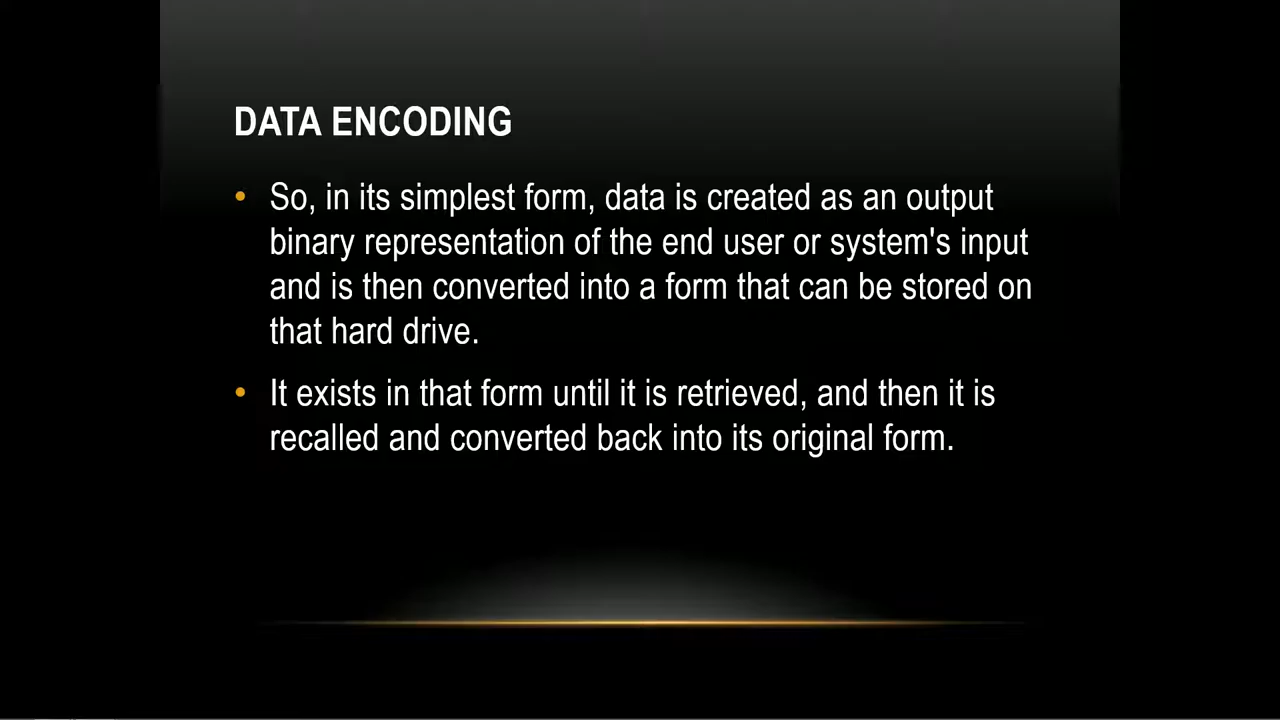 DATA ENCODING
• So, in its simplest form, data is created as an output
binary representation of the end user or system's input
and is then converted into a form that can be stored on
that hard drive.
• It exists in that form until it is retrieved, and then it is
recalled and converted back into its original form.